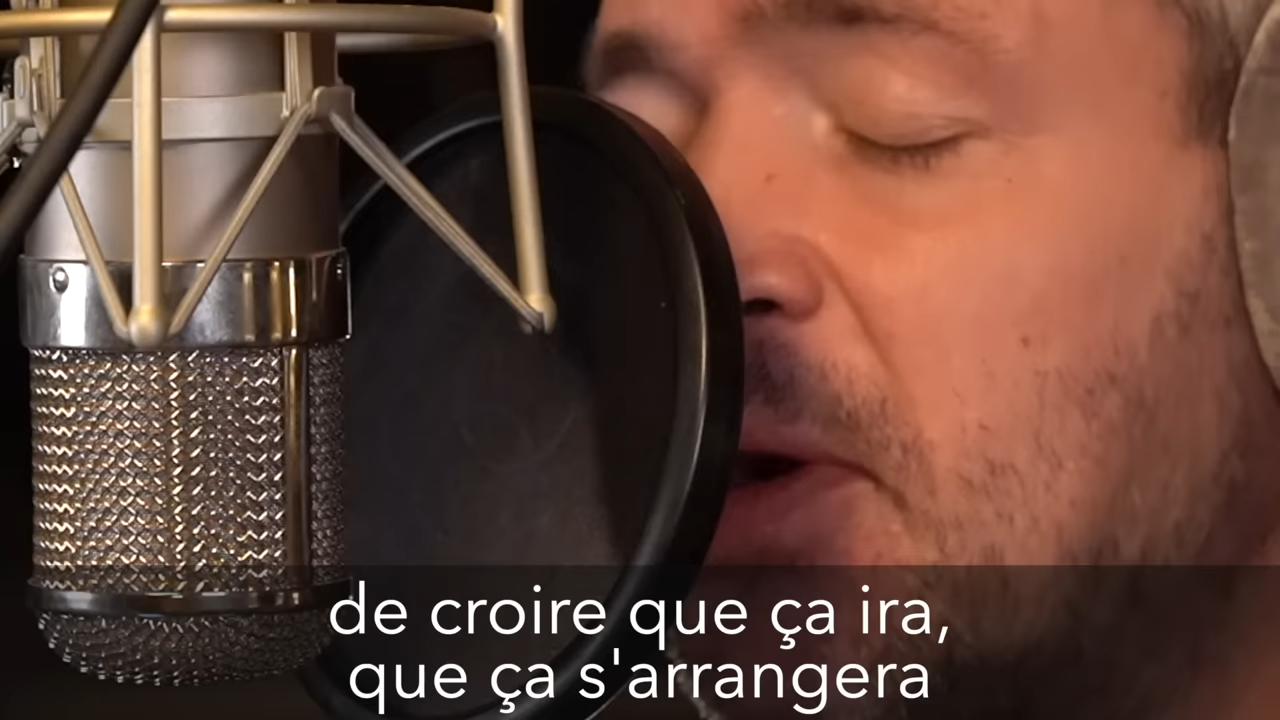 de croire que ça ira,
que ça s'arrangera